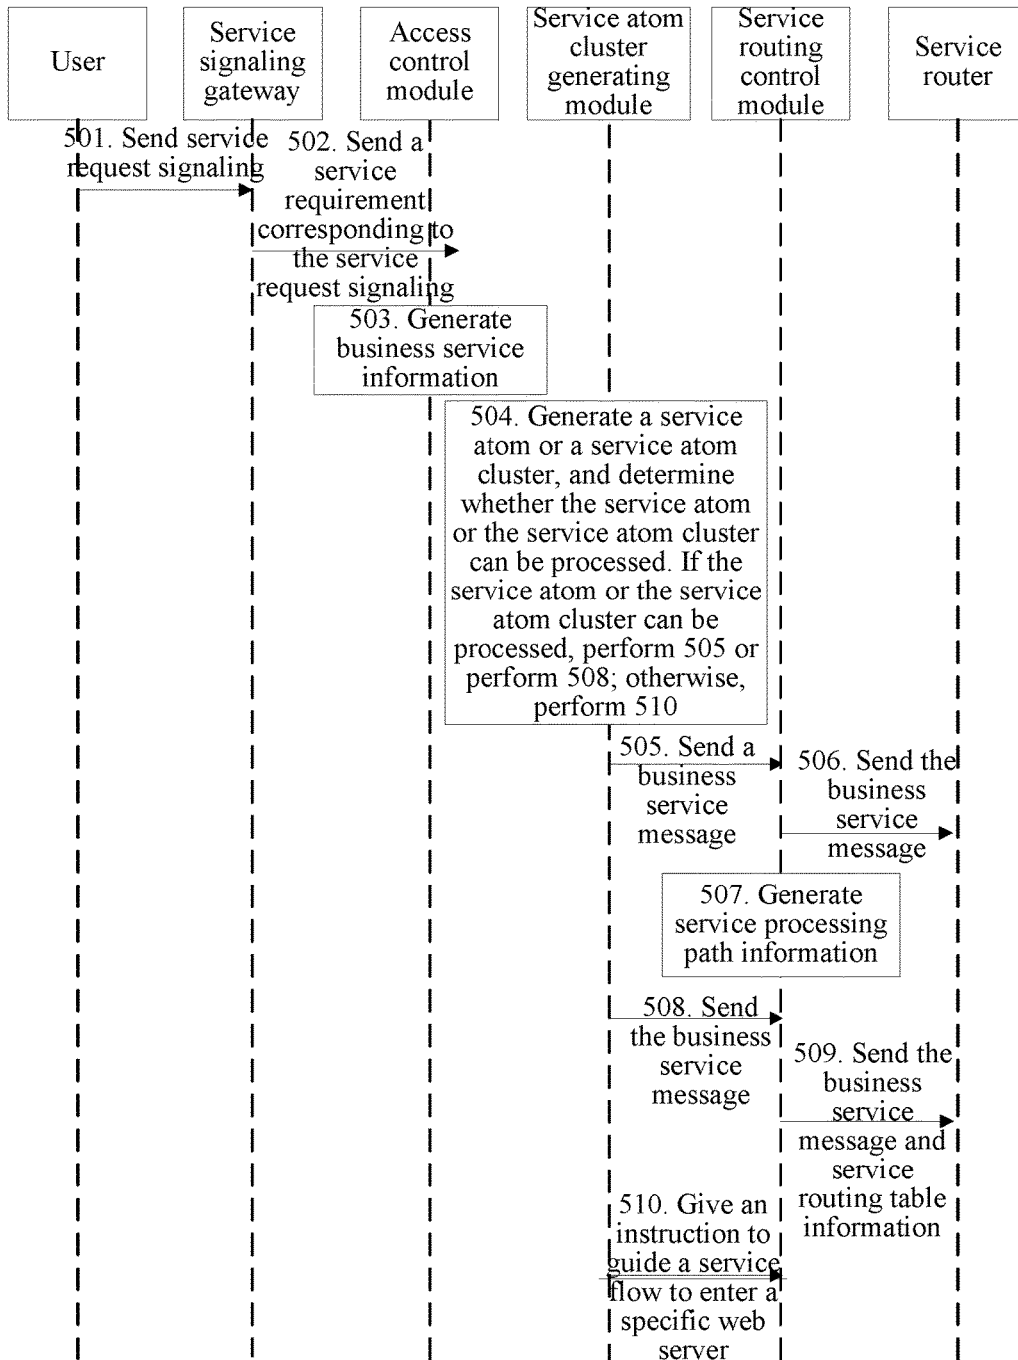 User
Service
signaling
gateway
Access
control
module
Service atom
cluster
generating
module
Service
routing
control
module
Service
router
501. Send service
request signaling
502. Send a
service
requirement
corresponding to
the service
request signaling
503. Generate
business service
information
504. Generate a service
atom or a service atom
cluster, and determine
whether the service atom
or the service atom cluster
can be processed. If the
service atom or the service
atom cluster can be
processed, perform 505 or
perform 508; otherwise,
perform 510
505. Send a
business
service
message
506. Send the
business
service
message
507. Generate
service processing
path information
508. Send
the business
service
message
509. Send the
business
service
message and
service
routing table
information
510. Give an
instruction to
guide a service
flow to enter a
specific web
server